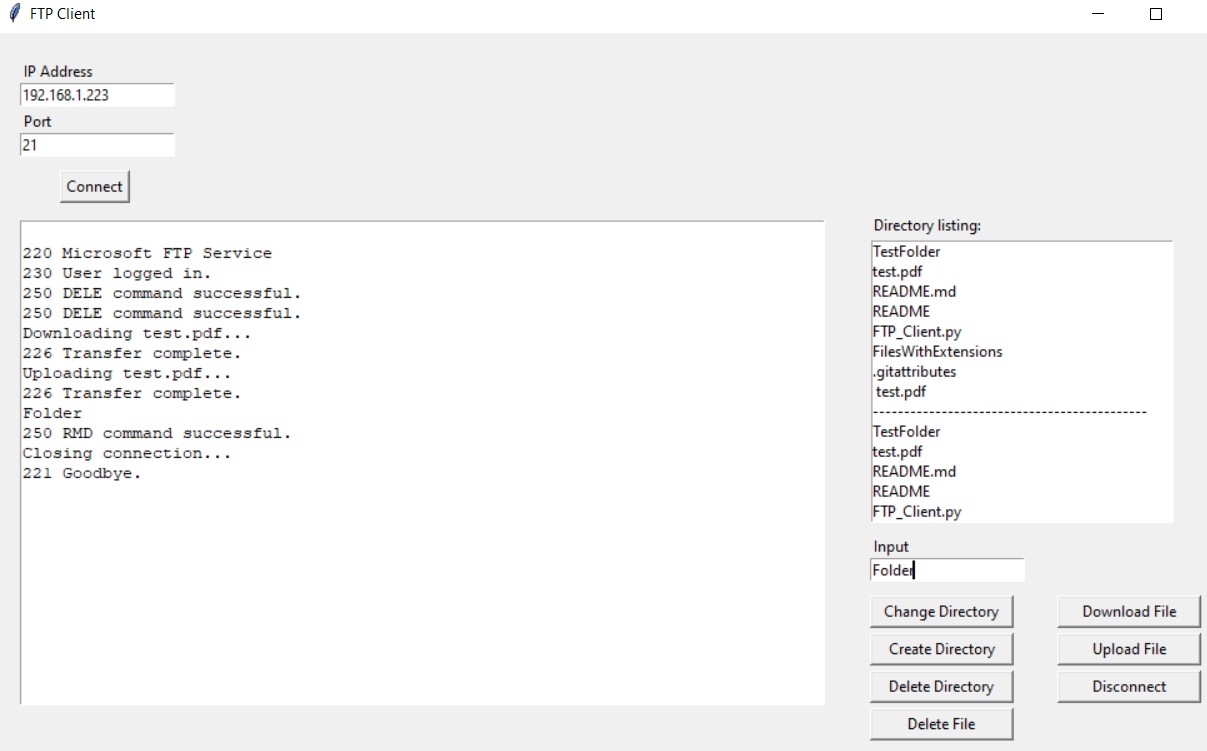 FTP Client
IP Address
192.168.1.223
Port
21
Connect
220 Microsoft FTP Service
230 User logged in.
250 DELE command successful.
250 DELE command successful.
Downloading test.pdf...
226 Transfer complete.
Uploading test.pdf...
226 Transfer complete.
Folder
250 RMD command successful.
Closing connection...
221 Goodbye.
Directory listing:
TestFolder
test.pdf
README.md
README
FTP_Client.py
FilesWithExtensions
.gitattributes
test.pdf
--------------------------------------------
TestFolder
test.pdf
README.md
README
FTP_Client.py
Input
Folder
Change Directory
Download File
Create Directory
Upload File
Delete Directory
Disconnect
Delete File